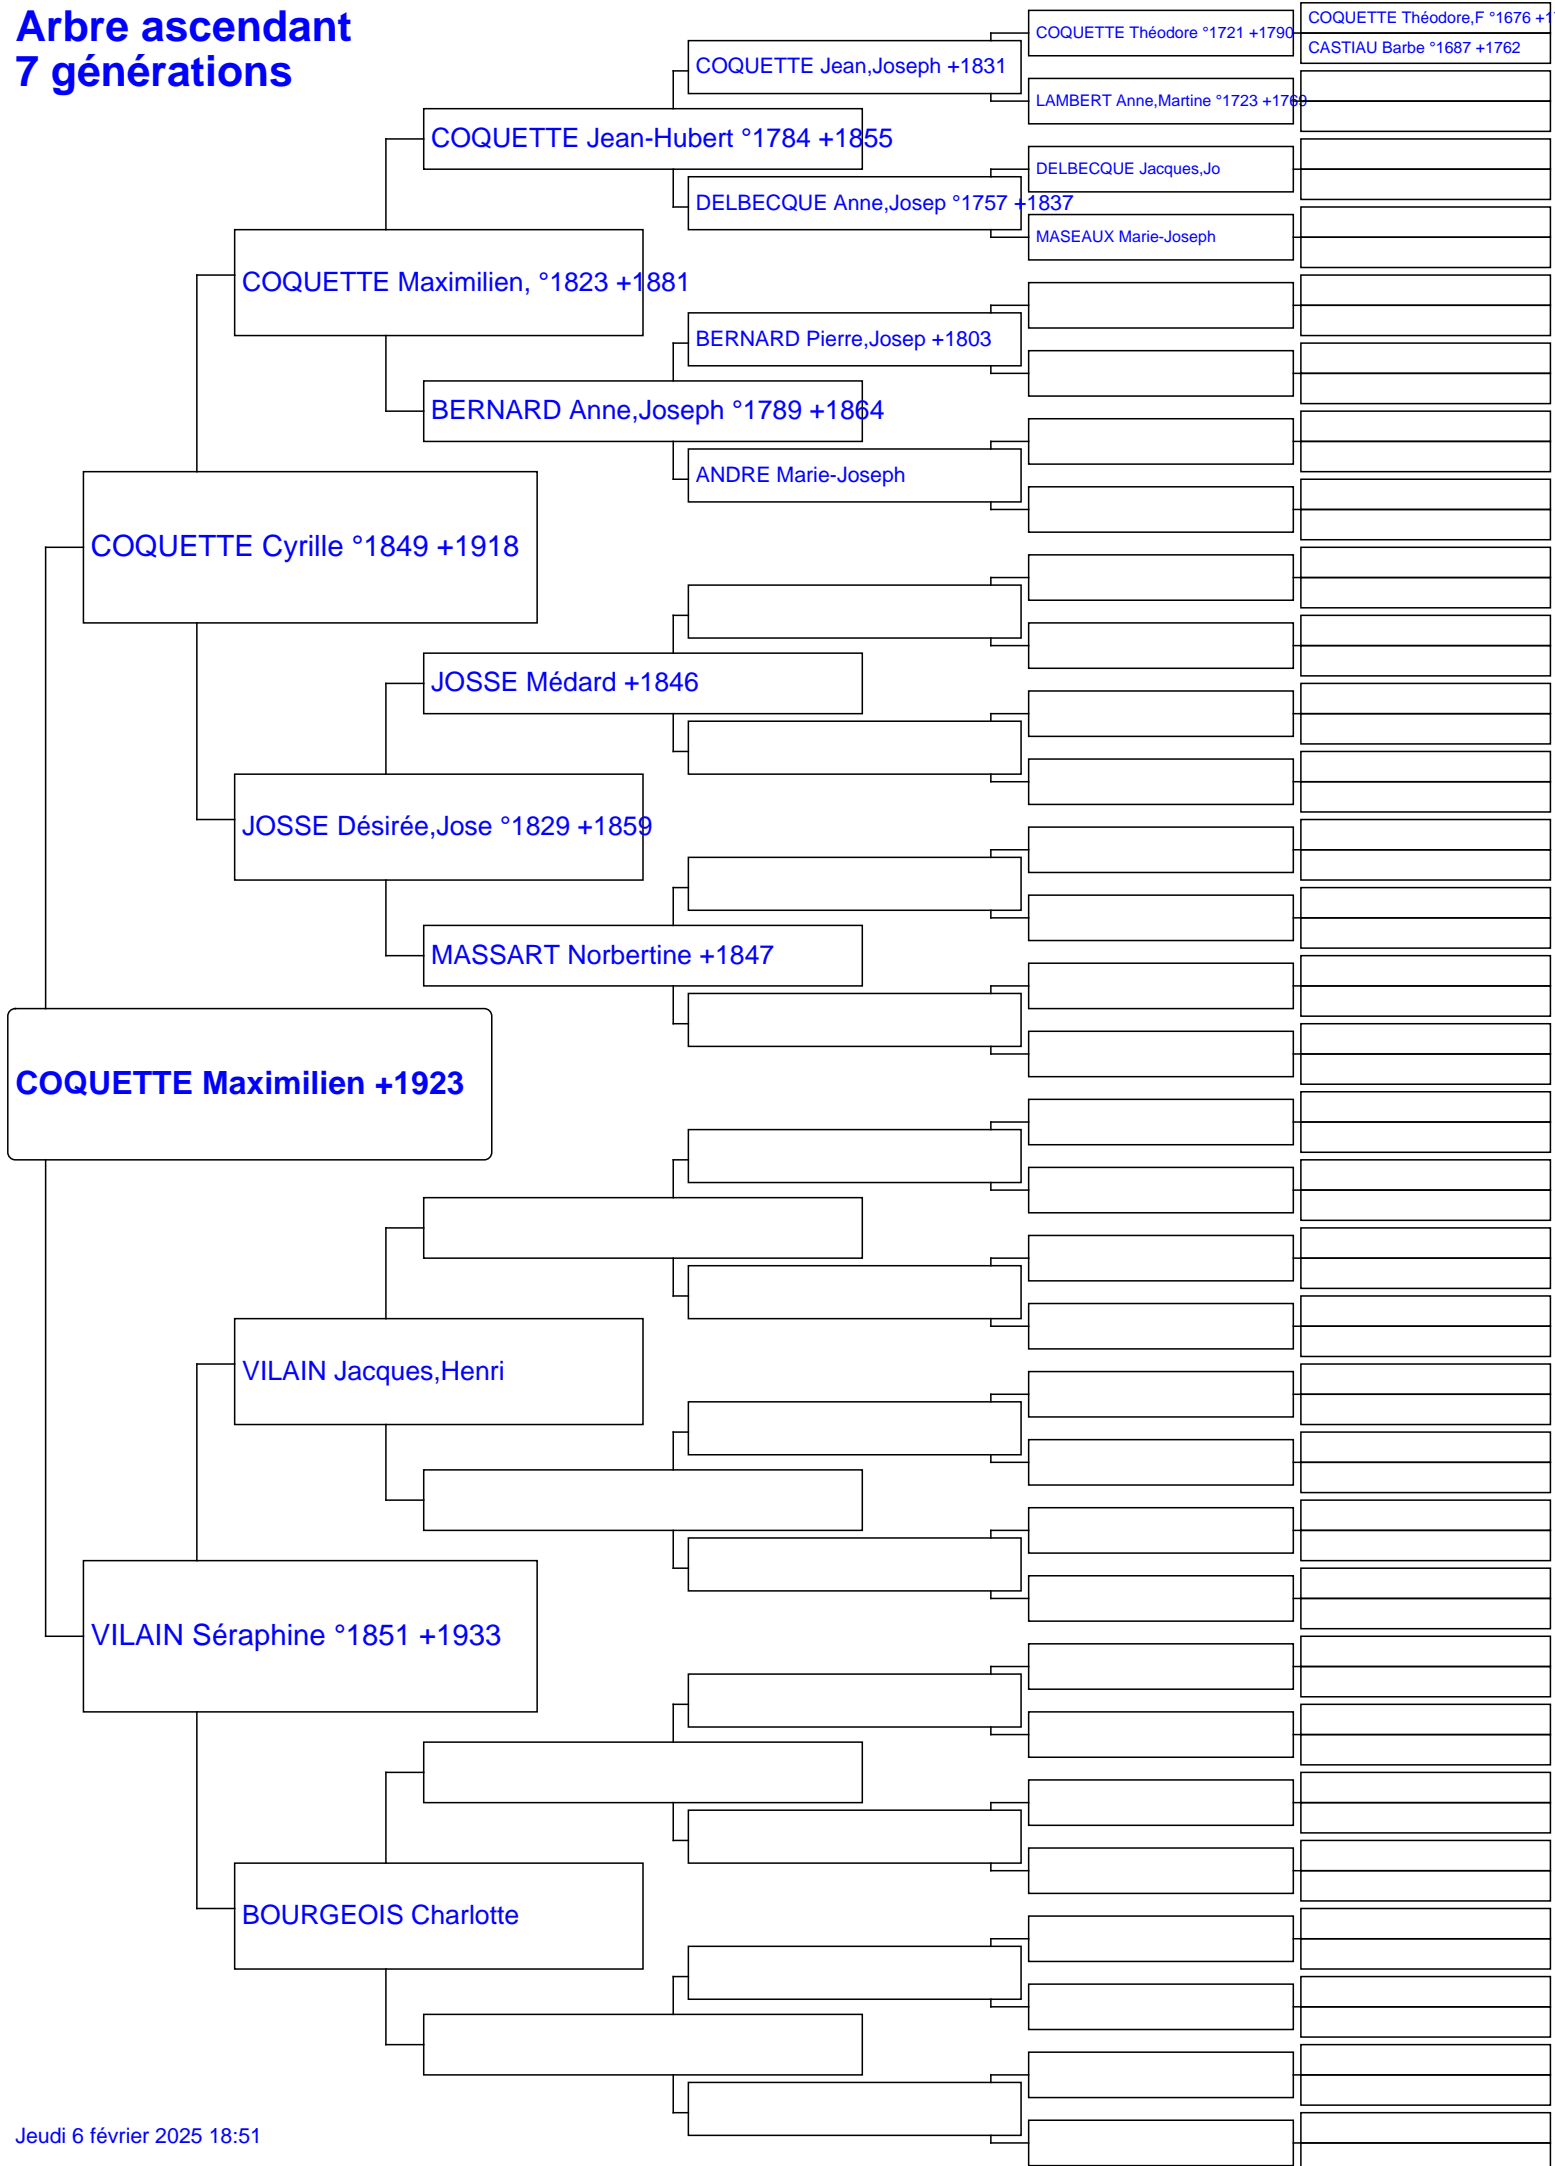 Arbre ascendant
7 générations
COQUETTE Théodore,F °1676 +1
CASTIAU Barbe °1687 +1762
COQUETTE Théodore °1721 +1790
COQUETTE Jean,Joseph +1831
LAMBERT Anne,Martine °1723 +1769
COQUETTE Jean-Hubert °1784 +1855
DELBECQUE Jacques,Jo
DELBECQUE Anne,Josep °1757 +1837
MASEAUX Marie-Joseph
COQUETTE Maximilien, °1823 +1881
BERNARD Pierre,Josep +1803
BERNARD Anne,Joseph °1789 +1864
ANDRE Marie-Joseph
COQUETTE Cyrille °1849 +1918
JOSSE Médard +1846
JOSSE Désirée,Jose °1829 +1859
MASSART Norbertine +1847
COQUETTE Maximilien +1923
VILAIN Jacques,Henri
VILAIN Séraphine °1851 +1933
BOURGEOIS Charlotte
Jeudi 6 février 2025 18:51